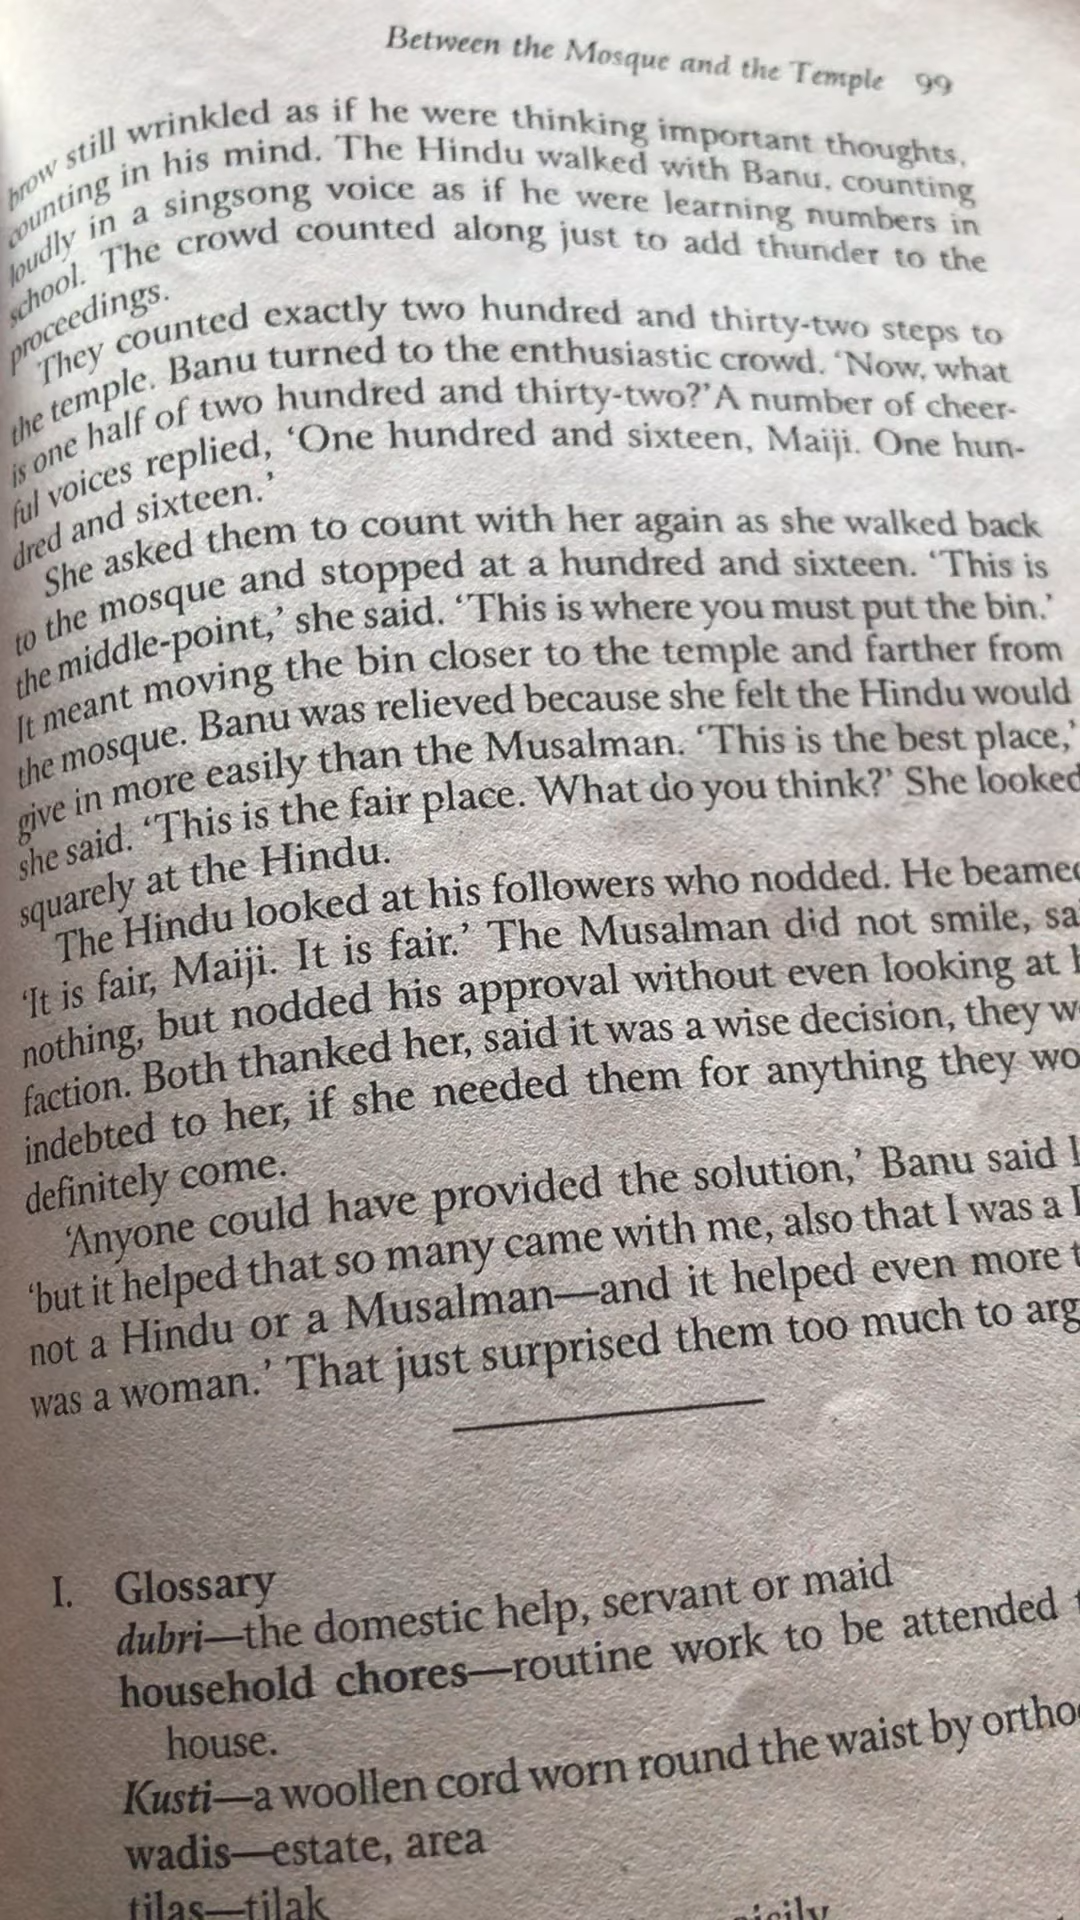 Between the Mosque and the Temple 99
brow still wrinkled as if he were thinking important thoughts,
counting in his mind. The Hindu walked with Banu, counting
loudly in a singsong voice as if he were learning numbers in
school. The crowd counted along just to add thunder to the
proceedings.
They counted exactly two hundred and thirty-two steps to
the temple. Banu turned to the enthusiastic crowd. 'Now, what
is one half of two hundred and thirty-two?' A number of cheer-
ful voices replied, 'One hundred and sixteen, Maiji. One hun-
dred and sixteen.'
She asked them to count with her again as she walked back
to the mosque and stopped at a hundred and sixteen. 'This is
the middle-point,' she said. 'This is where you must put the bin.'
It meant moving the bin closer to the temple and farther from
the mosque. Banu was relieved because she felt the Hindu would
give in more easily than the Musalman. 'This is the best place,'
she said. 'This is the fair place. What do you think?' She looked
squarely at the Hindu.
The Hindu looked at his followers who nodded. He beamed
'It is fair, Maiji. It is fair.' The Musalman did not smile, sa
nothing, but nodded his approval without even looking at h
faction. Both thanked her, said it was a wise decision, they w
indebted to her, if she needed them for anything they wo
definitely come.
'Anyone could have provided the solution,' Banu said
'but it helped that so many came with me, also that I was a
not a Hindu or a Musalman—and it helped even more t
was a woman.' That just surprised them too much to arg
I. Glossary
dubri—the domestic help, servant or maid
household chores—routine work to be attended
house.
Kusti—a woollen cord worn round the waist by ortho
wadis—estate, area
tilas—tilak